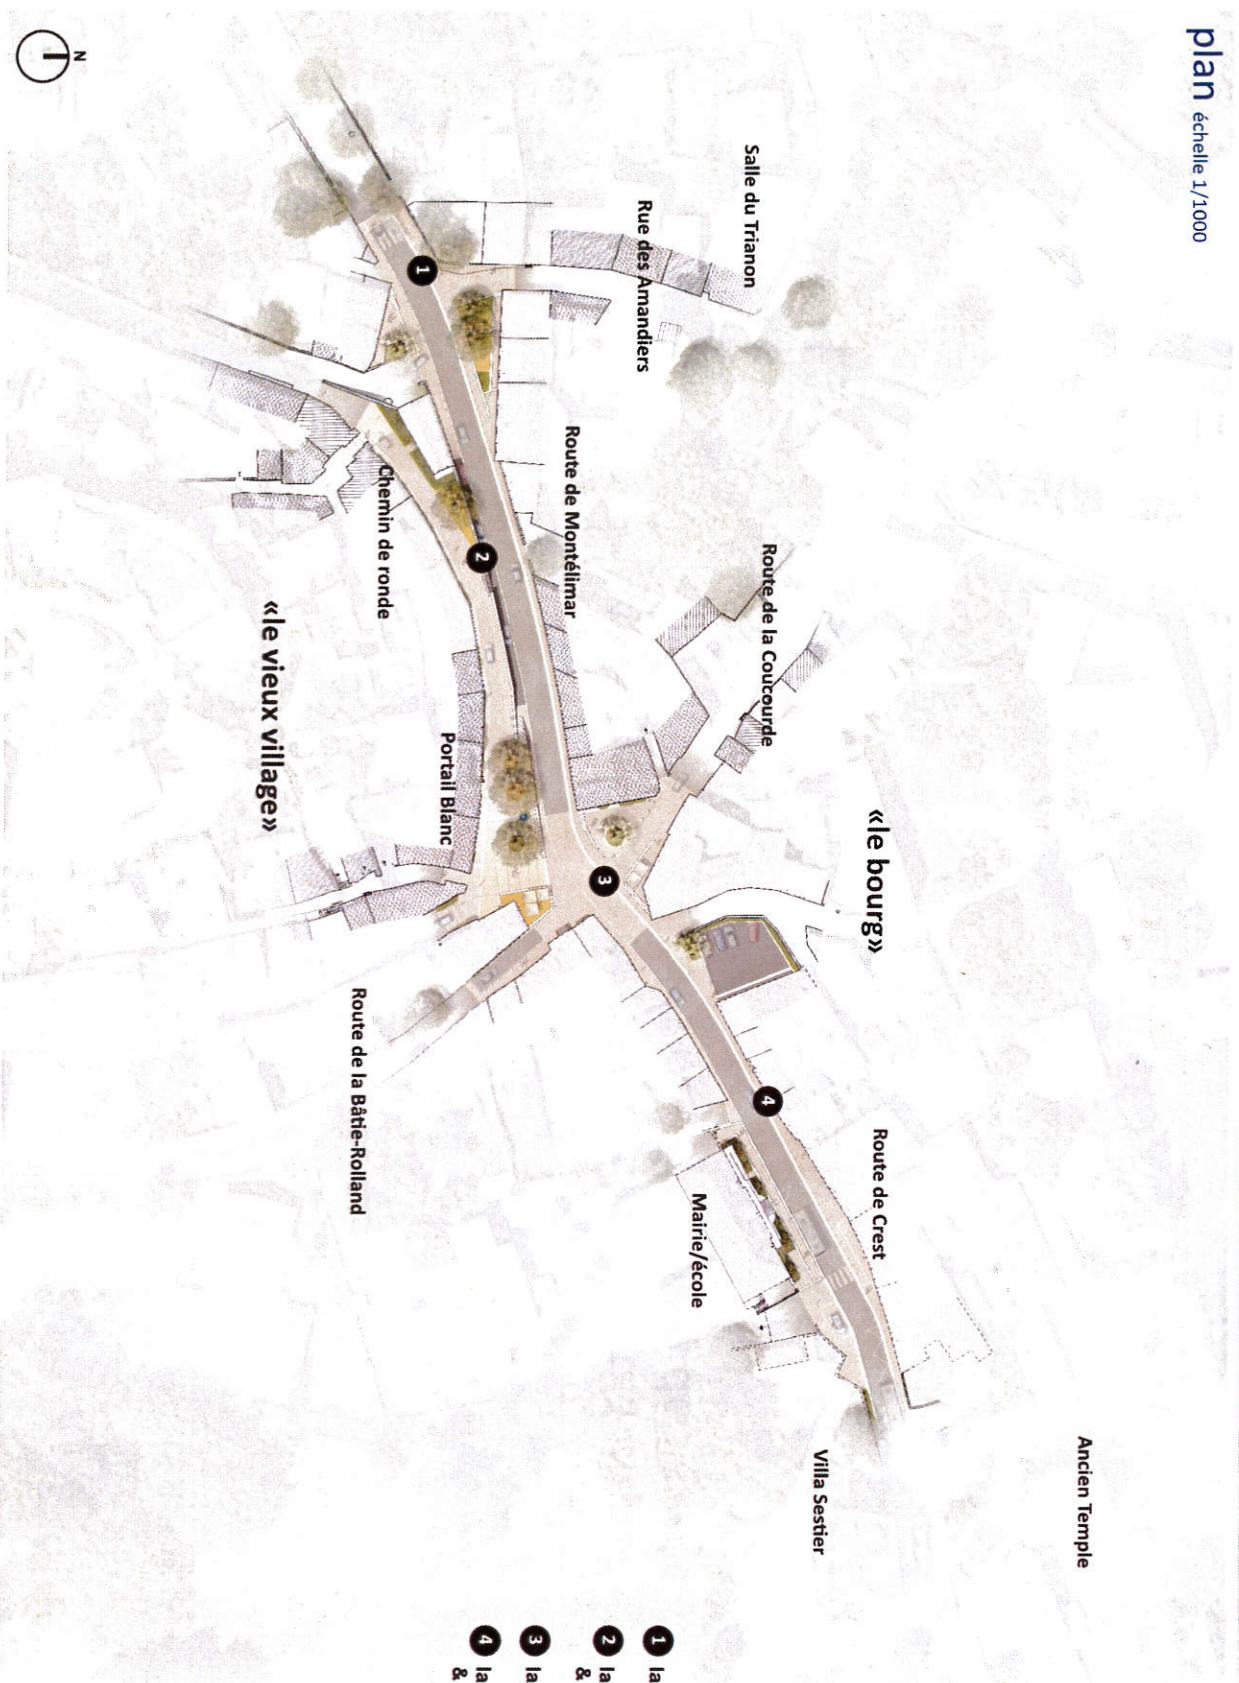 plan échelle 1/1000
N
Salle du Trianon
Rue des Amandiers
Route de Montélimar
Route de la Coucourde
Chemin de ronde
«le vieux village»
Portail Blanc
«le bourg»
Route de la Bâtie-Rolland
Route de Crest
Mairie/école
Villa Sestier
Ancien Temple
1
2
3
4
1 la
2 la
&
3 la
4 la
&